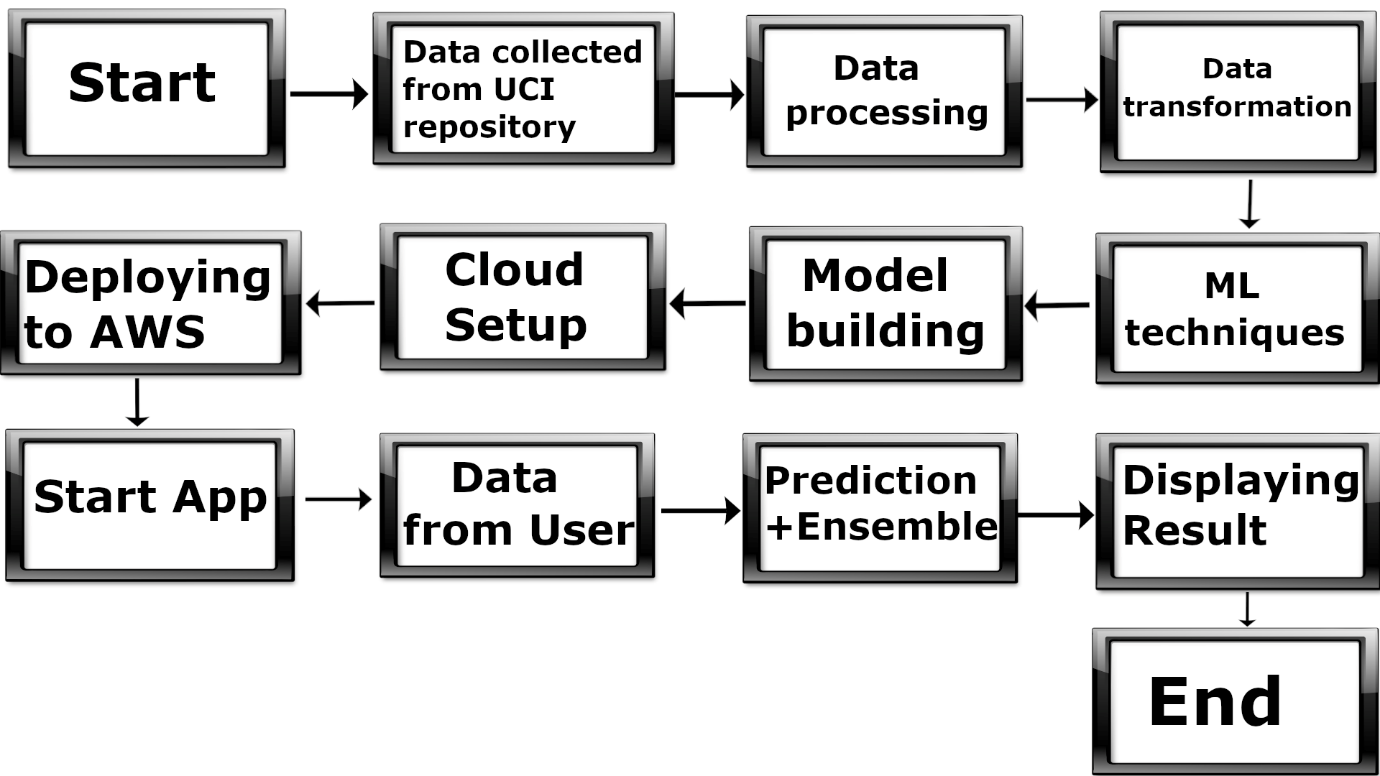 Start
Data collected
from UCI
repository
Data
processing
Data
transformation
ML
techniques
Model
building
Cloud
Setup
Deploying
to AWS
Start App
Data
from User
Prediction
+Ensemble
Displaying
Result
End